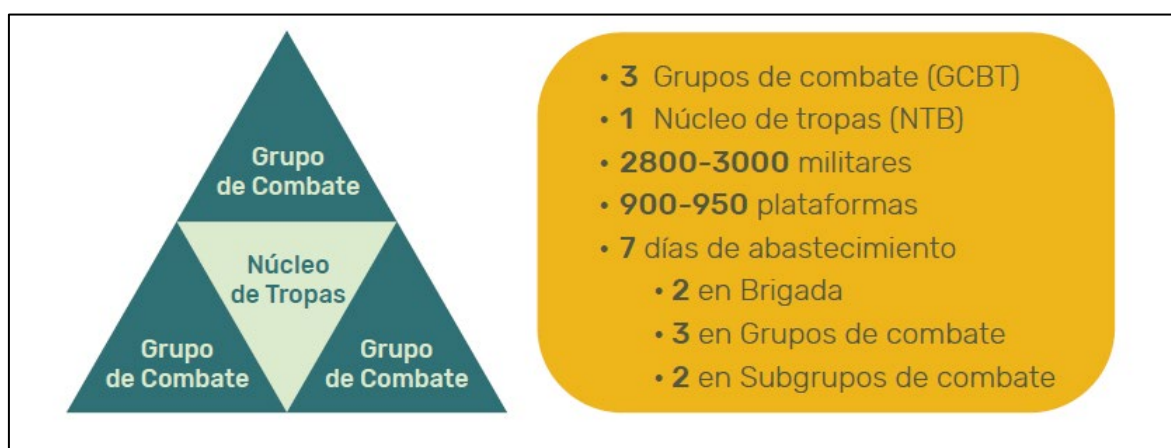 Grupo
de Combate
Núcleo
de Tropas
Grupo
de Combate
Grupo
de Combate
• 3 Grupos de combate (GCBT)
• 1 Núcleo de tropas (NTB)
• 2800-3000 militares
• 900-950 plataformas
• 7 días de abastecimiento
• 2 en Brigada
• 3 en Grupos de combate
• 2 en Subgrupos de combate